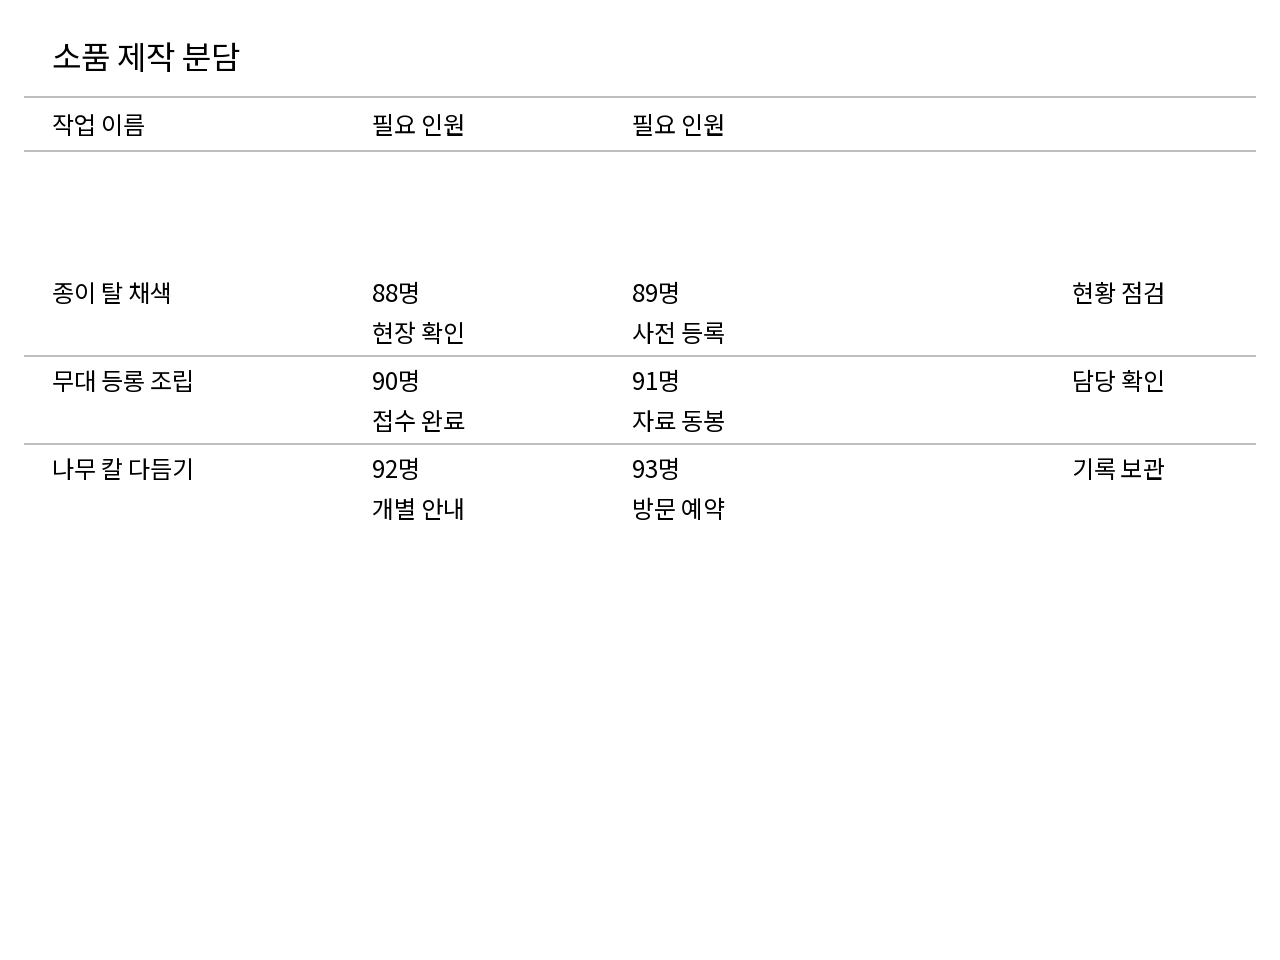 소품 제작 분담
작업 이름 필요 인원 필요 인원
종이 탈 채색 88명 89명 현황 점검
현장 확인 사전 등록
무대 등롱 조립 90명 91명 담당 확인
접수 완료 자료 동봉
나무 칼 다듬기 92명 93명 기록 보관
개별 안내 방문 예약